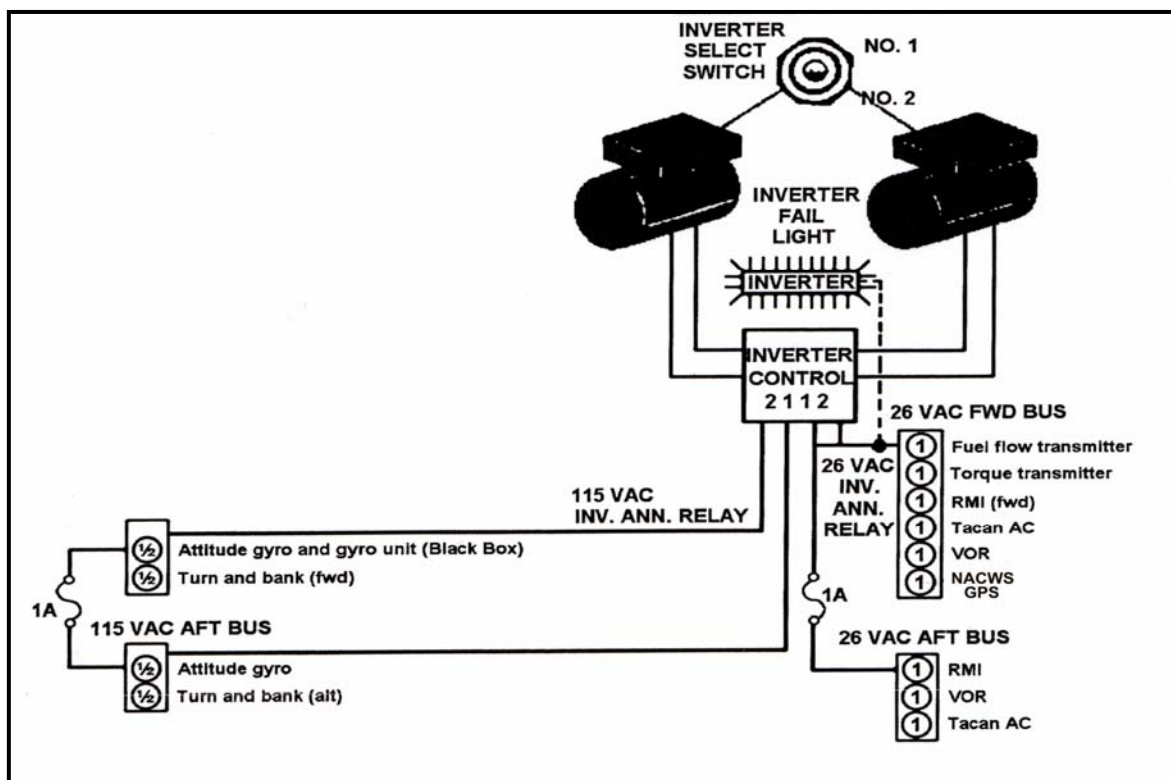 INVERTER
SELECT
SWITCH
NO. 1
NO. 2
INVERTER
FAIL
LIGHT
INVERTER
INVERTER
CONTROL
2 1 1 2
26 VAC FWD BUS
1 Fuel flow transmitter
1 Torque transmitter
1 RMI (fwd)
1 Tacan AC
1 VOR
1 NACWS
GPS
26 VAC
INV.
ANN.
RELAY
115 VAC
INV. ANN. RELAY
½ Attitude gyro and gyro unit (Black Box)
½ Turn and bank (fwd)
1A
1A
115 VAC AFT BUS
½ Attitude gyro
½ Turn and bank (alt)
26 VAC AFT BUS
1 RMI
1 VOR
1 Tacan AC